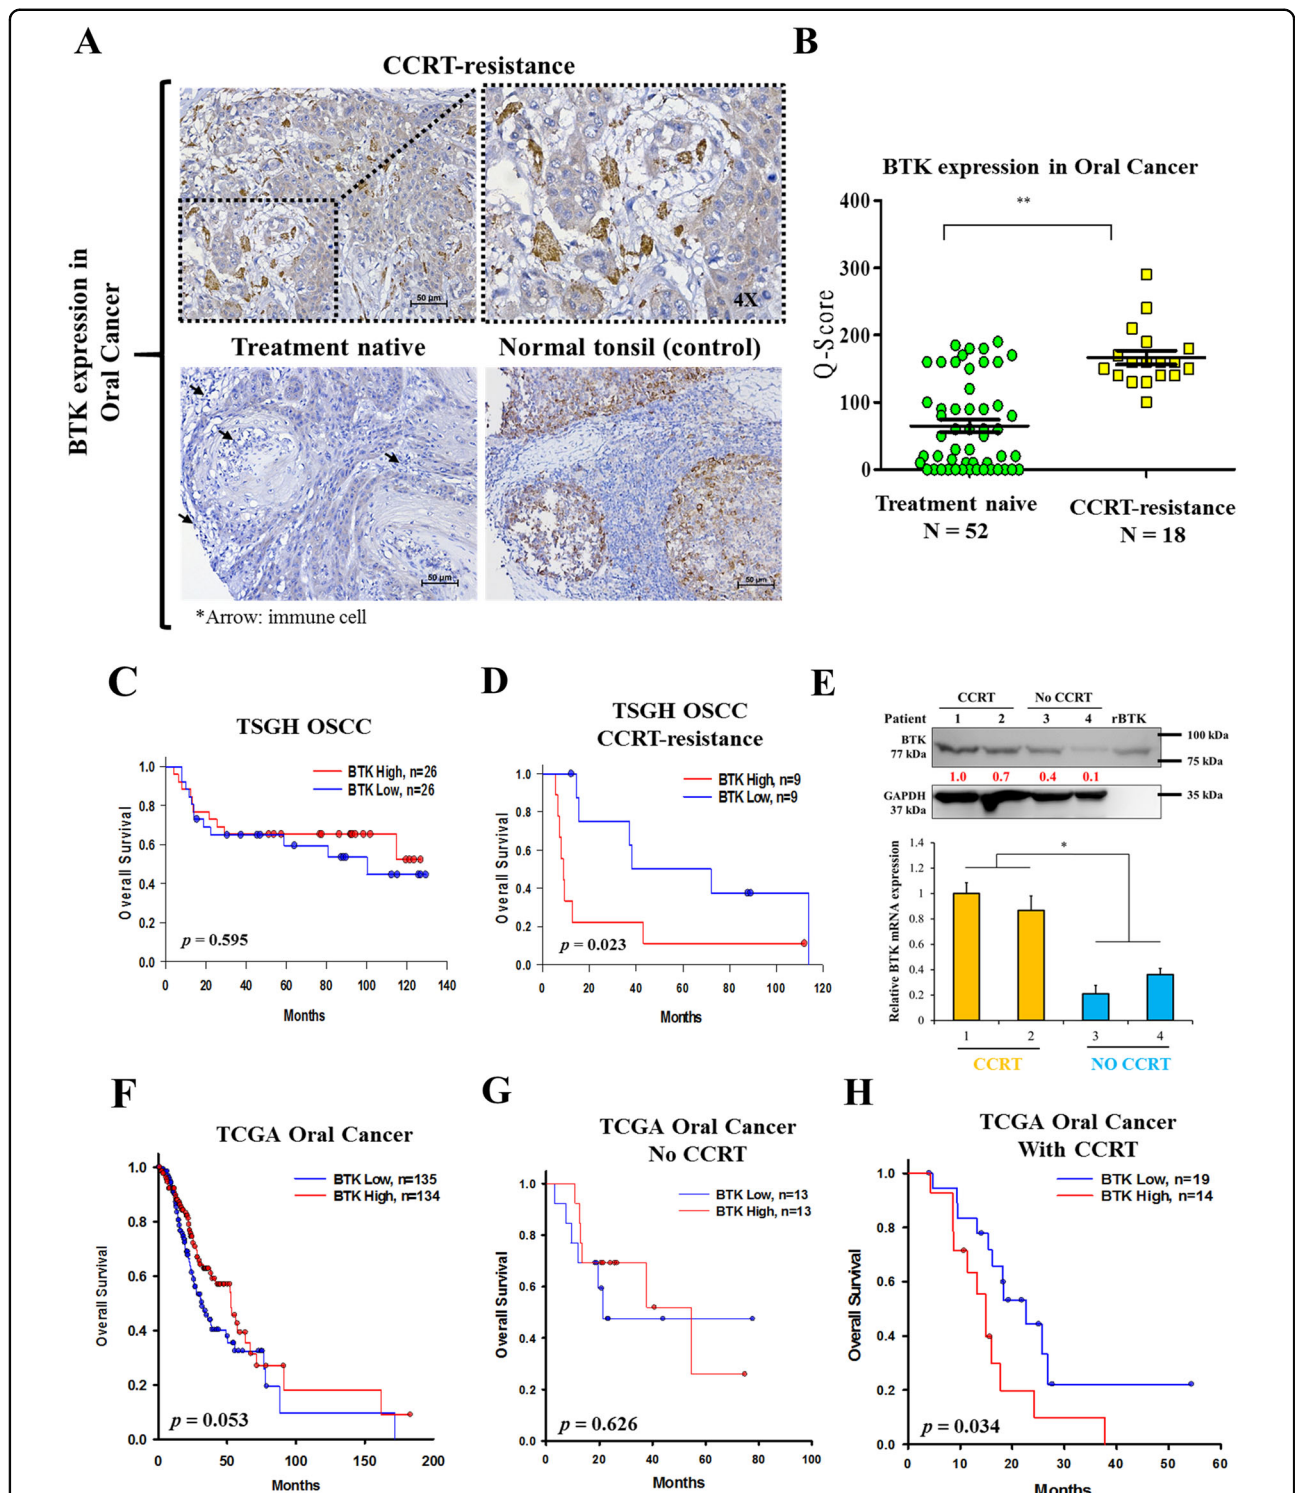 A
CCRT-resistance
BTK expression in
Oral Cancer
50 µm
4X
Treatment native
Normal tonsil (control)
50 µm
50 µm
*Arrow: immune cell
B
BTK expression in Oral Cancer
**
Q-Score
400
300
200
100
0
Treatment naive
N = 52
CCRT-resistance
N = 18
C
TSGH OSCC
BTK High, n=26
BTK Low, n=26
Overall Survival
1.0
0.8
0.6
0.4
0.2
0.0
p = 0.595
0 20 40 60 80 100 120 140
Months
D
TSGH OSCC
CCRT-resistance
BTK High, n=9
BTK Low, n=9
Overall Survival
1.0
0.8
0.6
0.4
0.2
0.0
p = 0.023
0 20 40 60 80 100 120
Months
E
CCRT No CCRT
Patient 1 2 3 4 rBTK
BTK
77 kDa
100 kDa
75 kDa
1.0 0.7 0.4 0.1
GAPDH
37 kDa
35 kDa
Relative BTK mRNA expression
1.4
1.2
1
0.8
0.6
0.4
0.2
0
*
1 2 3 4
CCRT NO CCRT
F
TCGA Oral Cancer
BTK Low, n=135
BTK High, n=134
Overall Survival
1.0
0.8
0.6
0.4
0.2
0.0
p = 0.053
0 50 100 150 200
Months
G
TCGA Oral Cancer
No CCRT
BTK Low, n=13
BTK High, n=13
Overall Survival
1.0
0.8
0.6
0.4
0.2
0.0
p = 0.626
0 20 40 60 80 100
Months
H
TCGA Oral Cancer
With CCRT
BTK Low, n=19
BTK High, n=14
Overall Survival
1.0
0.8
0.6
0.4
0.2
0.0
p = 0.034
0 10 20 30 40 50 60
Months